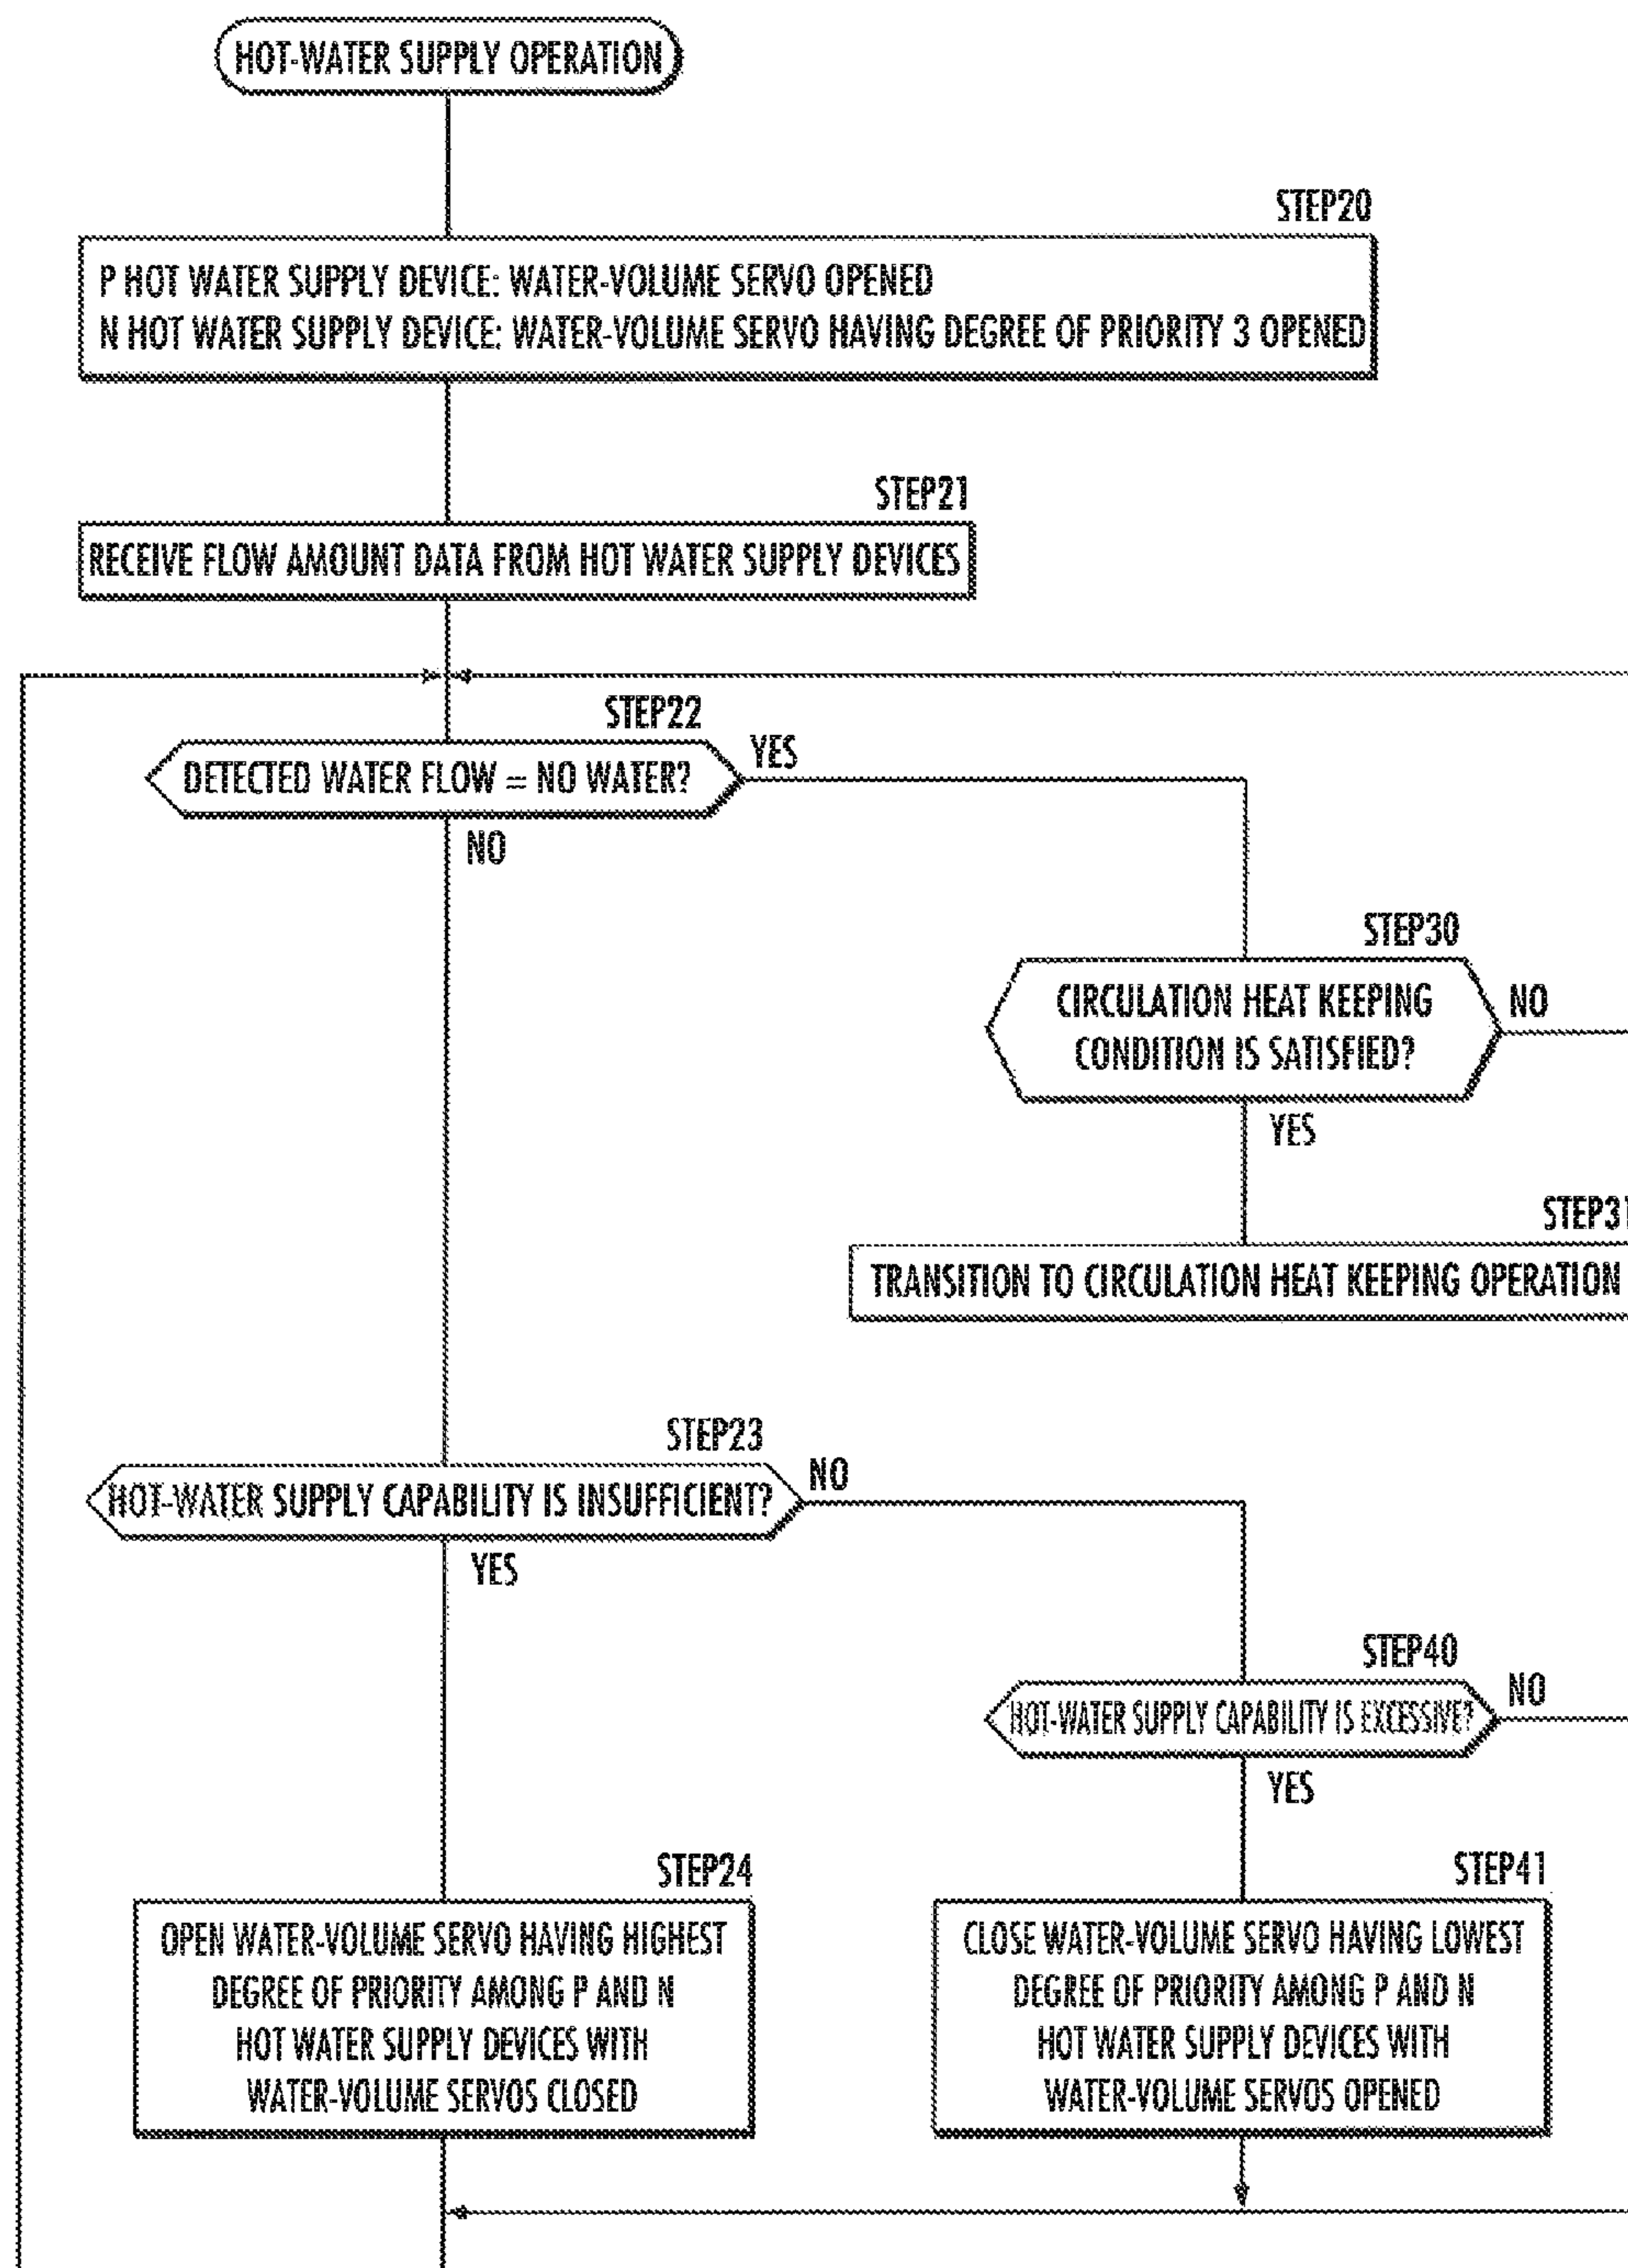 HOT-WATER SUPPLY OPERATION
STEP20
P HOT WATER SUPPLY DEVICE: WATER-VOLUME SERVO OPENED
N HOT WATER SUPPLY DEVICE: WATER-VOLUME SERVO HAVING DEGREE OF PRIORITY 3 OPENED
STEP21
RECEIVE FLOW AMOUNT DATA FROM HOT WATER SUPPLY DEVICES
STEP22
DETECTED WATER FLOW = NO WATER?
YES
NO
STEP30
CIRCULATION HEAT KEEPING
CONDITION IS SATISFIED?
NO
YES
STEP31
TRANSITION TO CIRCULATION HEAT KEEPING OPERATION
STEP23
HOT-WATER SUPPLY CAPABILITY IS INSUFFICIENT?
NO
YES
STEP40
HOT-WATER SUPPLY CAPABILITY IS EXCESSIVE?
NO
YES
STEP24
OPEN WATER-VOLUME SERVO HAVING HIGHEST
DEGREE OF PRIORITY AMONG P AND N
HOT WATER SUPPLY DEVICES WITH
WATER-VOLUME SERVOS CLOSED
STEP41
CLOSE WATER-VOLUME SERVO HAVING LOWEST
DEGREE OF PRIORITY AMONG P AND N
HOT WATER SUPPLY DEVICES WITH
WATER-VOLUME SERVOS OPENED